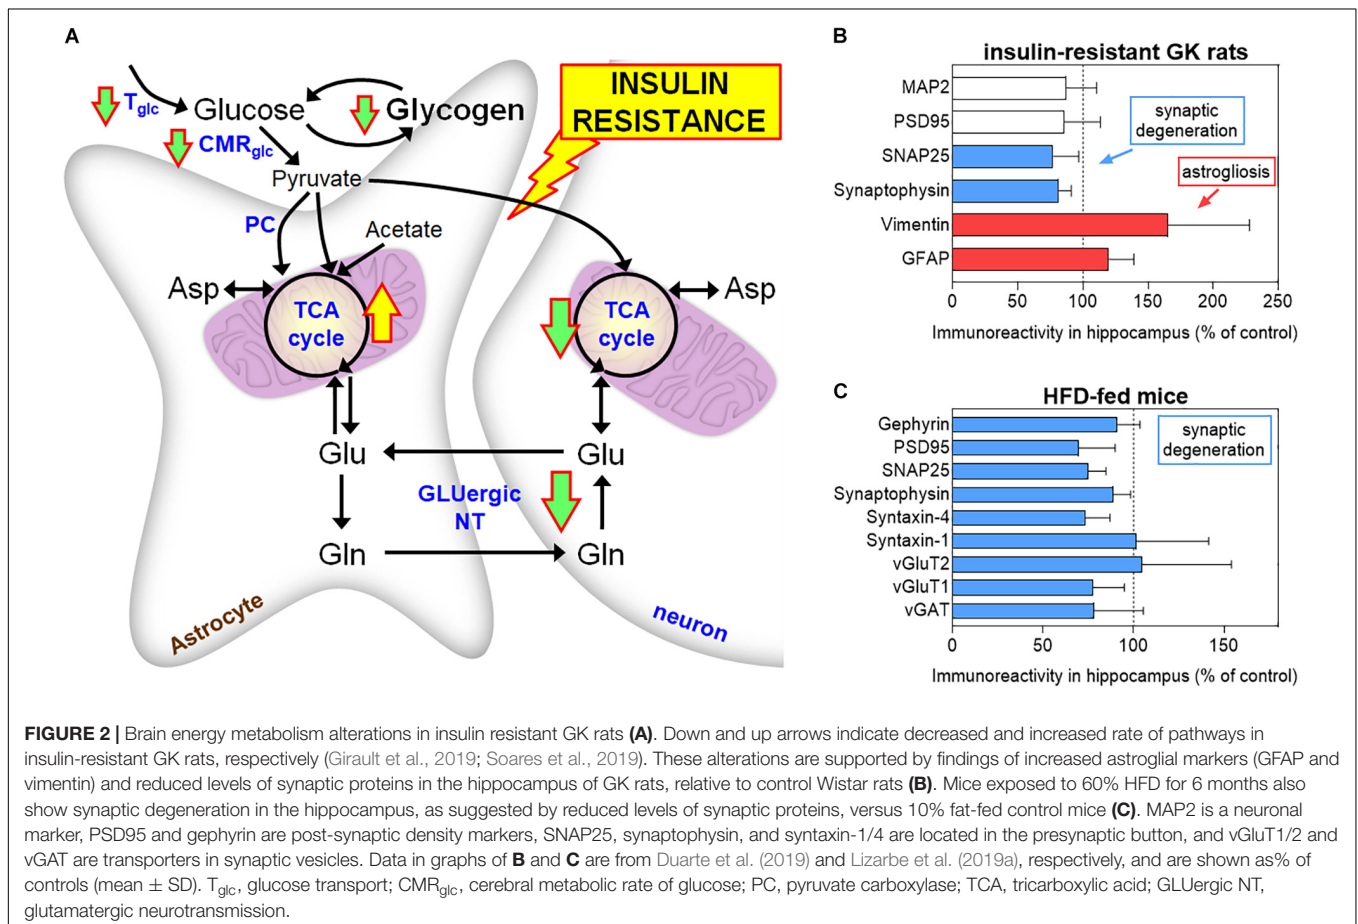 A
INSULIN
RESISTANCE
Tglc
Glucose
Glycogen
CMRglc
Pyruvate
PC
Acetate
Asp
TCA
cycle
TCA
cycle
Asp
Glu
Glu
GLUergic
NT
Gln
Gln
Astrocyte
neuron
B
insulin-resistant GK rats
MAP2
PSD95
SNAP25
Synaptophysin
Vimentin
GFAP
synaptic
degeneration
astrogliosis
0 50 100 150 200 250
Immunoreactivity in hippocampus (% of control)
C
HFD-fed mice
Gephyrin
PSD95
SNAP25
Synaptophysin
Syntaxin-4
Syntaxin-1
vGluT2
vGluT1
vGAT
synaptic
degeneration
0 50 100 150
Immunoreactivity in hippocampus (% of control)
FIGURE 2 | Brain energy metabolism alterations in insulin resistant GK rats (A). Down and up arrows indicate decreased and increased rate of pathways in
insulin-resistant GK rats, respectively (Girault et al., 2019; Soares et al., 2019). These alterations are supported by findings of increased astroglial markers (GFAP and
vimentin) and reduced levels of synaptic proteins in the hippocampus of GK rats, relative to control Wistar rats (B). Mice exposed to 60% HFD for 6 months also
show synaptic degeneration in the hippocampus, as suggested by reduced levels of synaptic proteins, versus 10% fat-fed control mice (C). MAP2 is a neuronal
marker, PSD95 and gephyrin are post-synaptic density markers, SNAP25, synaptophysin, and syntaxin-1/4 are located in the presynaptic button, and vGluT1/2 and
vGAT are transporters in synaptic vesicles. Data in graphs of B and C are from Duarte et al. (2019) and Lizarbe et al. (2019a), respectively, and are shown as% of
controls (mean ± SD). Tglc, glucose transport; CMRglc, cerebral metabolic rate of glucose; PC, pyruvate carboxylase; TCA, tricarboxylic acid; GLUergic NT,
glutamatergic neurotransmission.